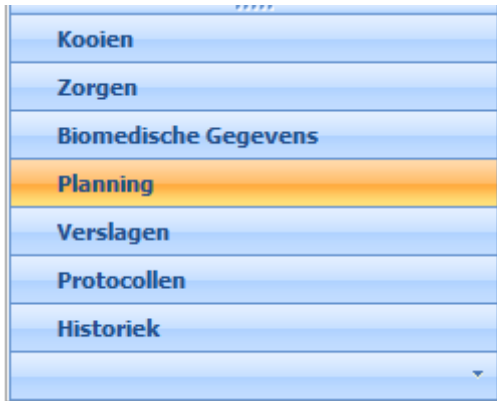 Kooien
Zorgen
Biomedische Gegevens
Planning
Verslagen
Protocollen
Historiek